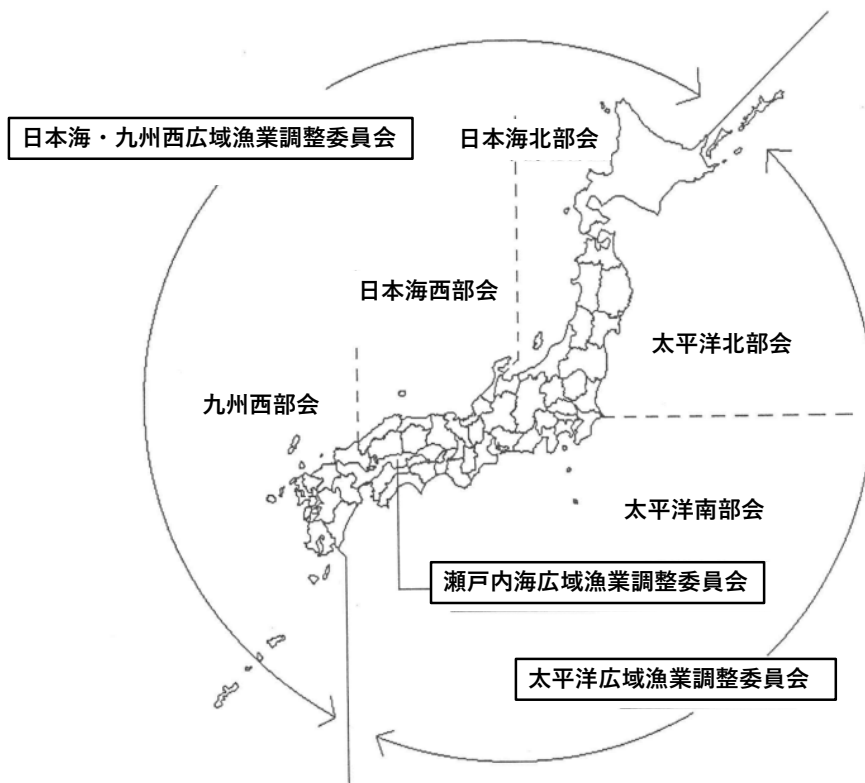 日本海・九州西広域漁業調整委員会
日本海北部会
日本海西部会
太平洋北部会
九州西部会
太平洋南部会
瀬戸内海広域漁業調整委員会
太平洋広域漁業調整委員会